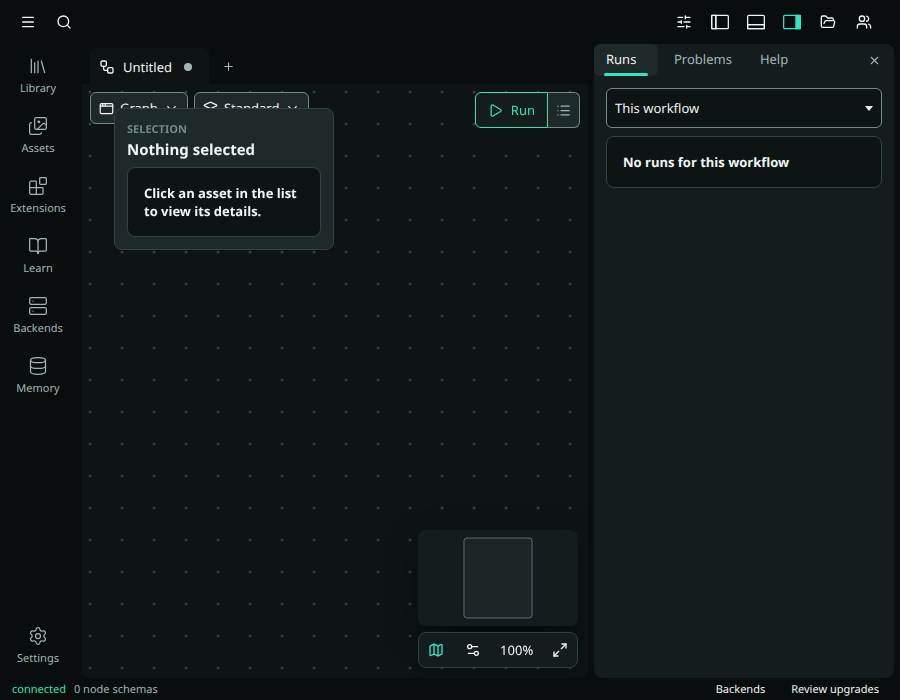 Untitled
Runs
Problems
Help
Library
Assets
Extensions
Learn
Backends
Memory
Settings
Graph
Standard
Run
SELECTION
Nothing selected
Click an asset in the list
to view its details.
This workflow
No runs for this workflow
100%
connected
0 node schemas
Backends
Review upgrades